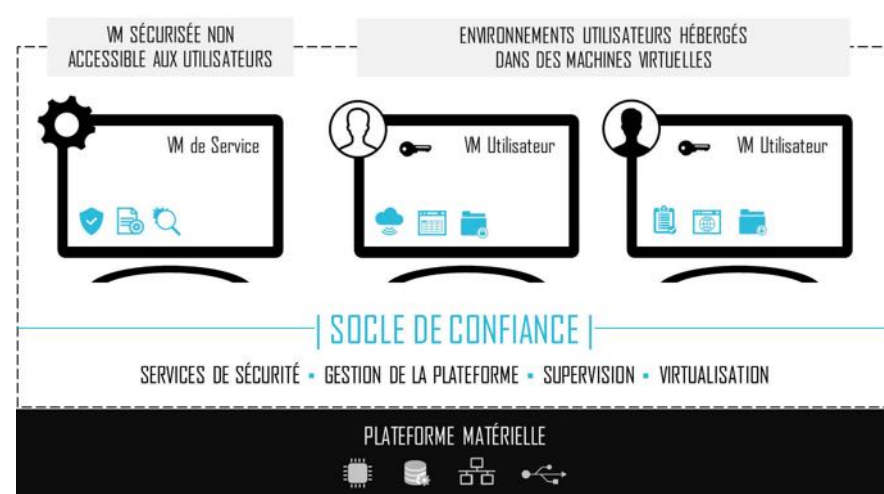 VM SÉCURISÉE NON
ACCESSIBLE AUX UTILISATEURS
ENVIRONNEMENTS UTILISATEURS HÉBERGÉS
DANS DES MACHINES VIRTUELLES
VM de Service
VM Utilisateur
VM Utilisateur
| SOCLE DE CONFIANCE |
SERVICES DE SÉCURITÉ ▪ GESTION DE LA PLATEFORME ▪ SUPERVISION ▪ VIRTUALISATION
PLATEFORME MATÉRIELLE